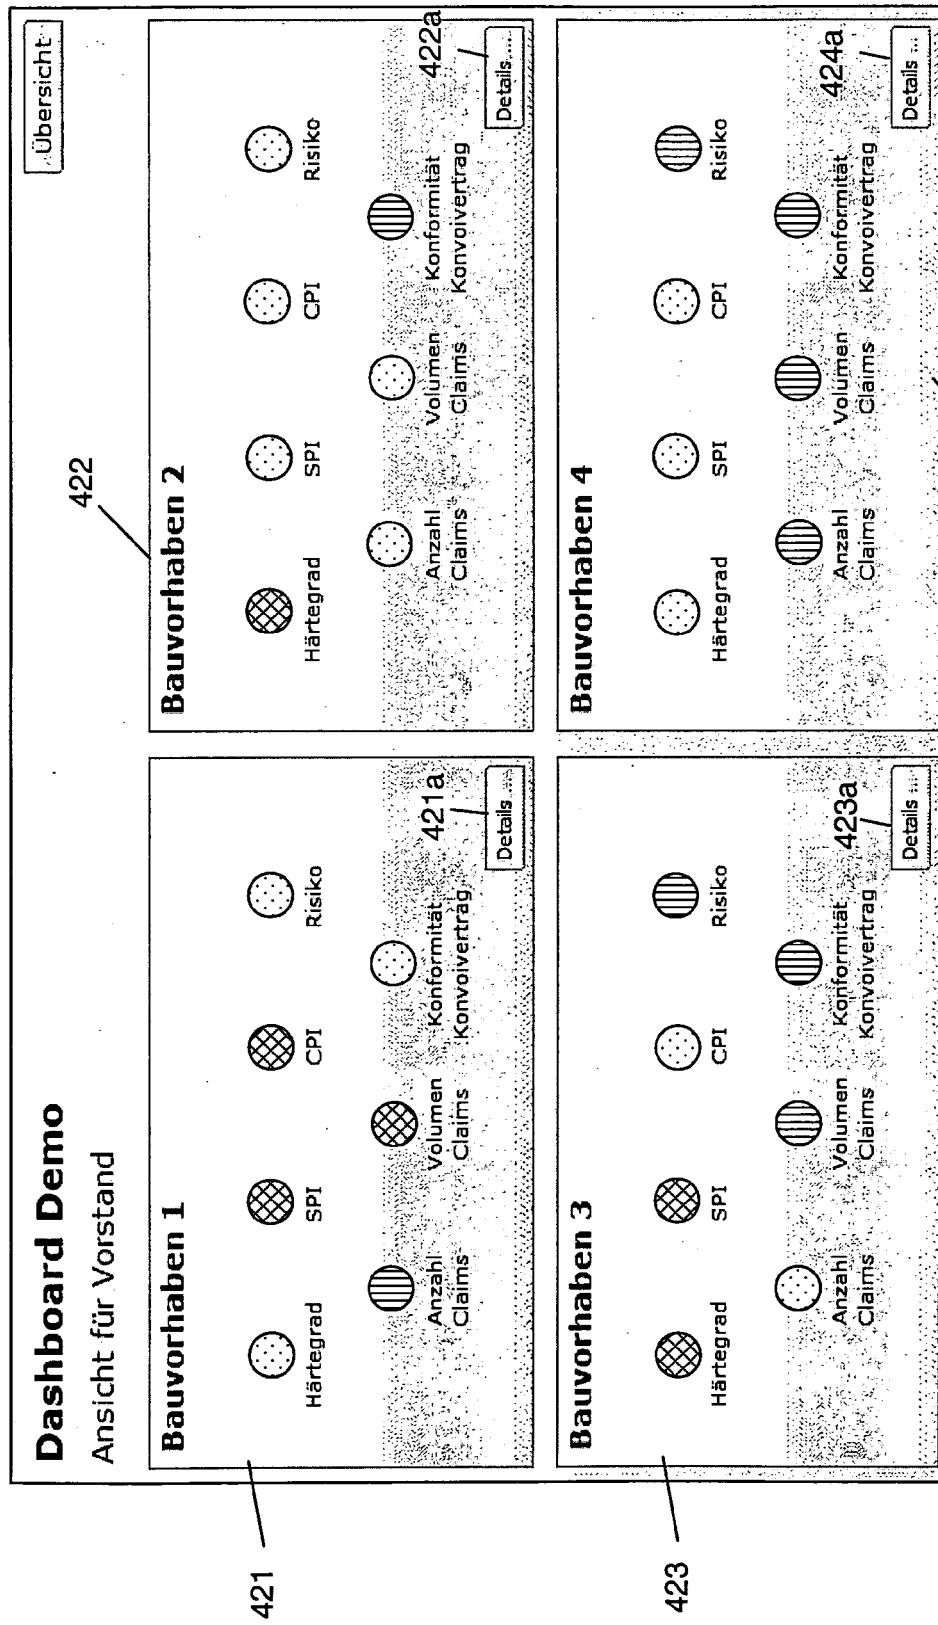 Dashboard Demo
Übersicht
Ansicht für Vorstand
422
Bauvorhaben 1
Bauvorhaben 2
421
Härtegrad SPI CPI Risiko
Härtegrad SPI CPI Risiko
Anzahl Claims
Volumen Claims
Konformität Konvoivertrag
421a
Details ...
Anzahl Claims
Volumen Claims
Konformität Konvoivertrag
422a
Details ...
Bauvorhaben 3
Bauvorhaben 4
423
Härtegrad SPI CPI Risiko
Härtegrad SPI CPI Risiko
Anzahl Claims
Volumen Claims
Konformität Konvoivertrag
423a
Details ...
Anzahl Claims
Volumen Claims
Konformität Konvoivertrag
424a
Details ...